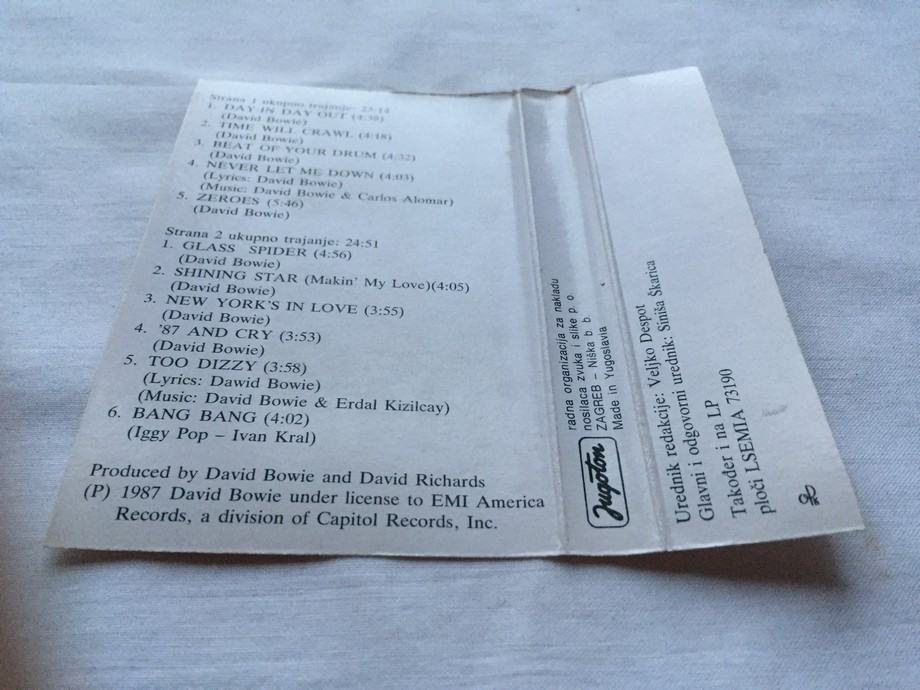 Strana 1 ukupno trajanje: 23:14
1. DAY-IN DAY OUT (4:38)
(David Bowie)
2. TIME WILL CRAWL (4:18)
(David Bowie)
3. BEAT OF YOUR DRUM (4:32)
(David Bowie)
4. NEVER LET ME DOWN (4:03)
(Lyrics: David Bowie)
(Music: David Bowie & Carlos Alomar)
5. ZEROES (5:46)
(David Bowie)
Strana 2 ukupno trajanje: 24:51
1. GLASS SPIDER (4:56)
(David Bowie)
2. SHINING STAR (Makin' My Love)(4:05)
(David Bowie)
3. NEW YORK'S IN LOVE (3:55)
(David Bowie)
4. '87 AND CRY (3:53)
(David Bowie)
5. TOO DIZZY (3:58)
(Lyrics: Dawid Bowie)
(Music: David Bowie & Erdal Kizilcay)
6. BANG BANG (4:02)
(Iggy Pop – Ivan Kral)
Produced by David Bowie and David Richards
(P) 1987 David Bowie under license to EMI America
Records, a division of Capitol Records, Inc.
Jugoton
radna organizacija za nakladu
nosilaca zvuka i slike p. o.
ZAGREB – Niška b. b.
Made in Yugoslavia
Urednik redakcije: Veljko Despot
Glavni i odgovorni urednik: Siniša Škarica
Također i na LP
ploči LSEMIA 73190